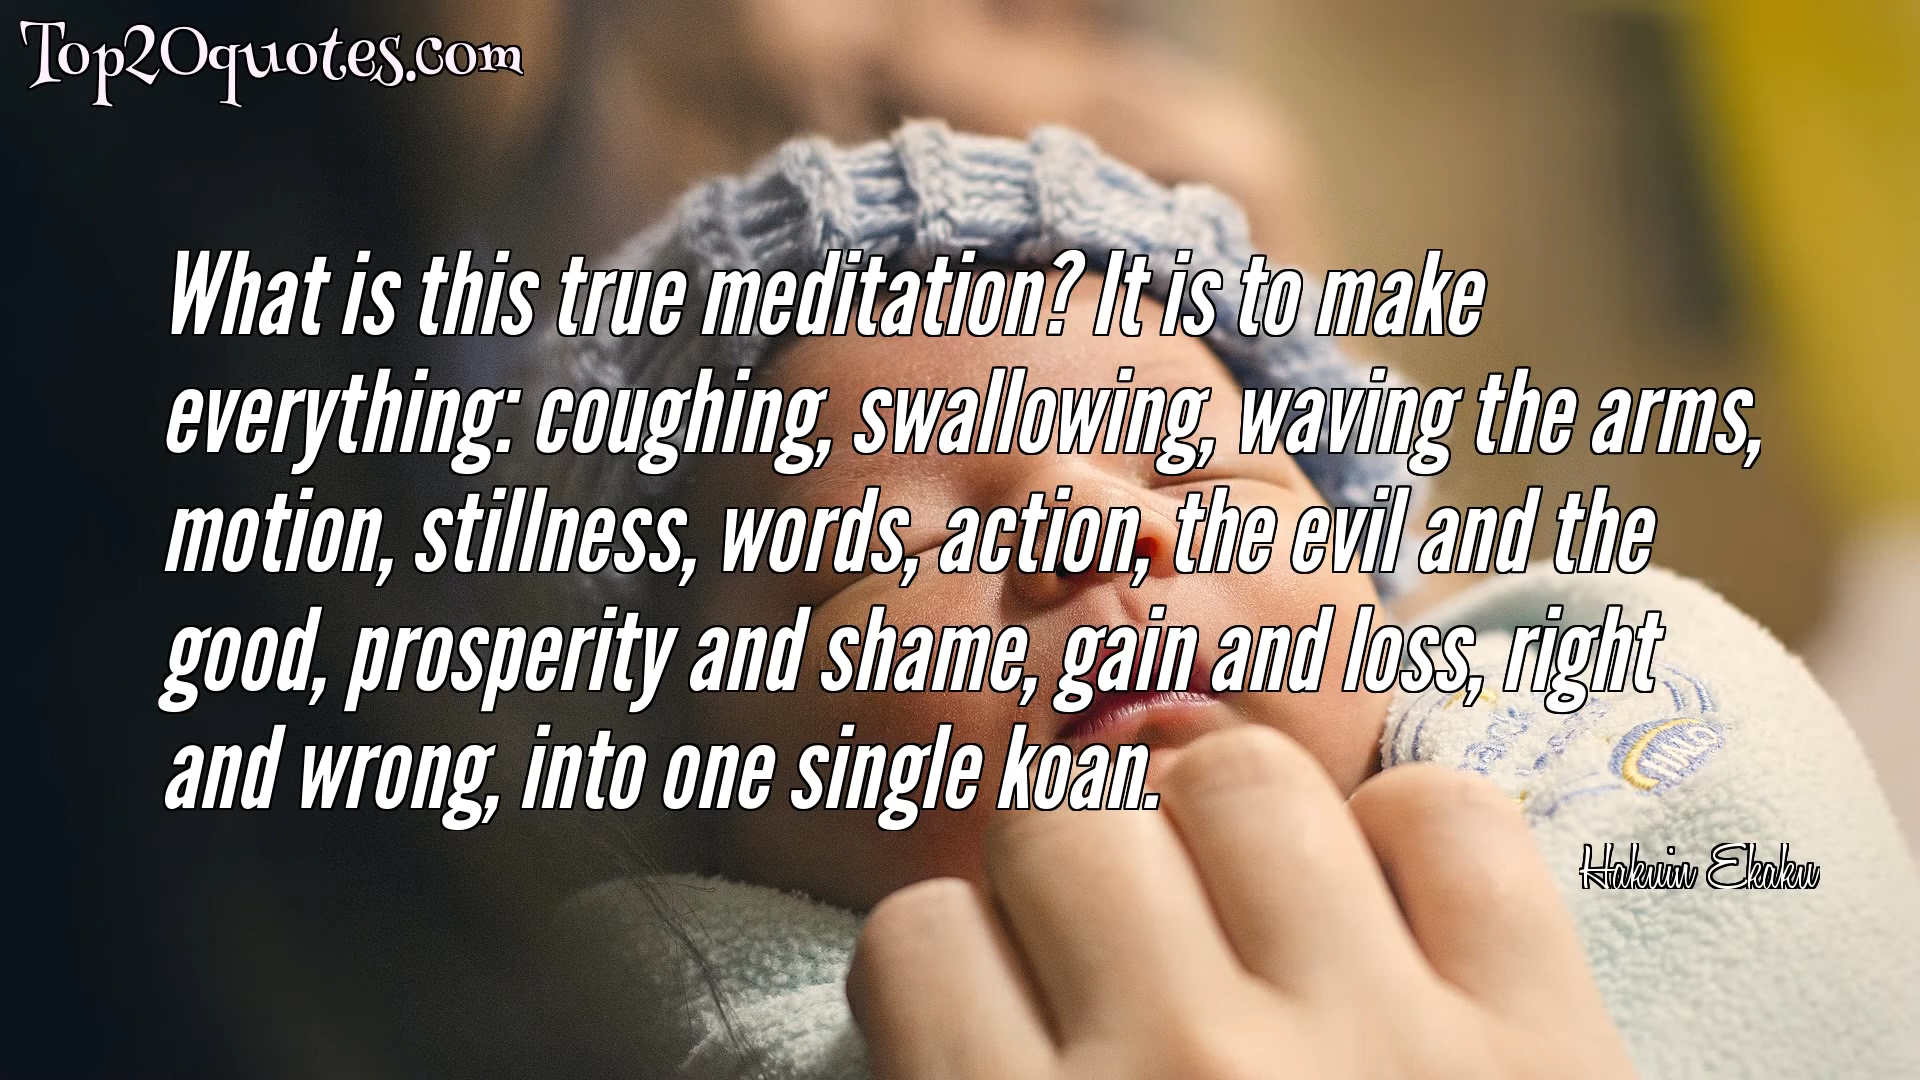 Top20quotes.com
What is this true meditation? It is to make
everything: coughing, swallowing, waving the arms,
motion, stillness, words, action, the evil and the
good, prosperity and shame, gain and loss, right
and wrong, into one single koan.
Hakuin Ekaku